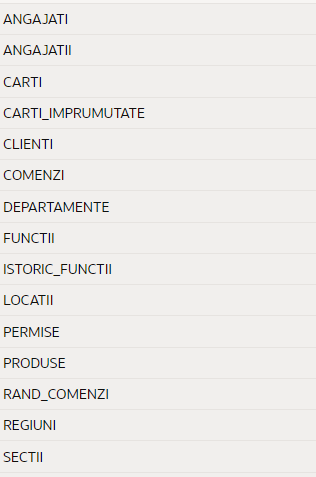 ANGAJATI
ANGAJATII
CARTI
CARTI_IMPRUMUTATE
CLIENTI
COMENZI
DEPARTAMENTE
FUNCTII
ISTORIC_FUNCTII
LOCATII
PERMISE
PRODUSE
RAND_COMENZI
REGIUNI
SECTII